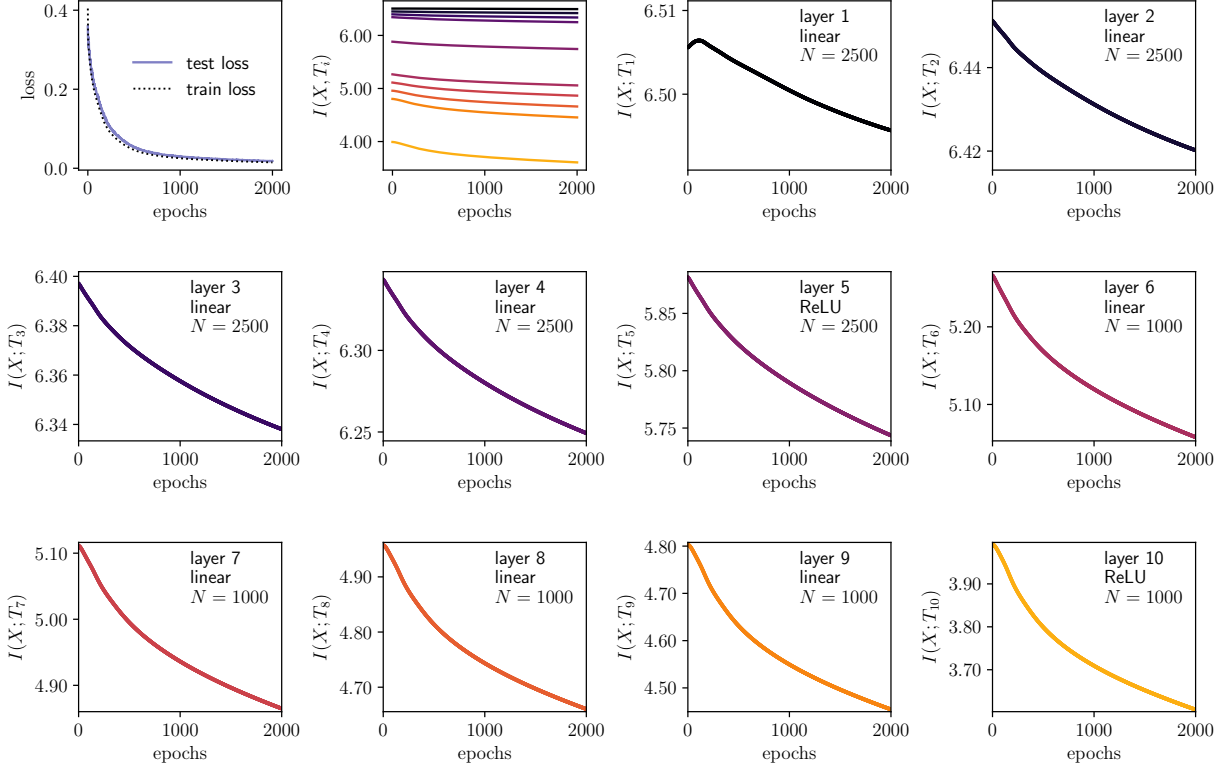 0.4
0.2
0.0
loss
test loss
train loss
0
1000
2000
epochs
6.00
5.00
4.00
I(X, T_i)
0
1000
2000
epochs
6.51
6.50
I(X; T_1)
layer 1
linear
N = 2500
0
1000
2000
epochs
6.44
6.42
I(X; T_2)
layer 2
linear
N = 2500
0
1000
2000
epochs
6.40
6.38
6.36
6.34
I(X; T_3)
layer 3
linear
N = 2500
0
1000
2000
epochs
6.30
6.25
I(X; T_4)
layer 4
linear
N = 2500
0
1000
2000
epochs
5.85
5.80
5.75
I(X; T_5)
layer 5
ReLU
N = 2500
0
1000
2000
epochs
5.20
5.10
I(X; T_6)
layer 6
linear
N = 1000
0
1000
2000
epochs
5.10
5.00
4.90
I(X; T_7)
layer 7
linear
N = 1000
0
1000
2000
epochs
4.90
4.80
4.70
I(X; T_8)
layer 8
linear
N = 1000
0
1000
2000
epochs
4.80
4.70
4.60
4.50
I(X; T_9)
layer 9
linear
N = 1000
0
1000
2000
epochs
3.90
3.80
3.70
I(X; T_10)
layer 10
ReLU
N = 1000
0
1000
2000
epochs